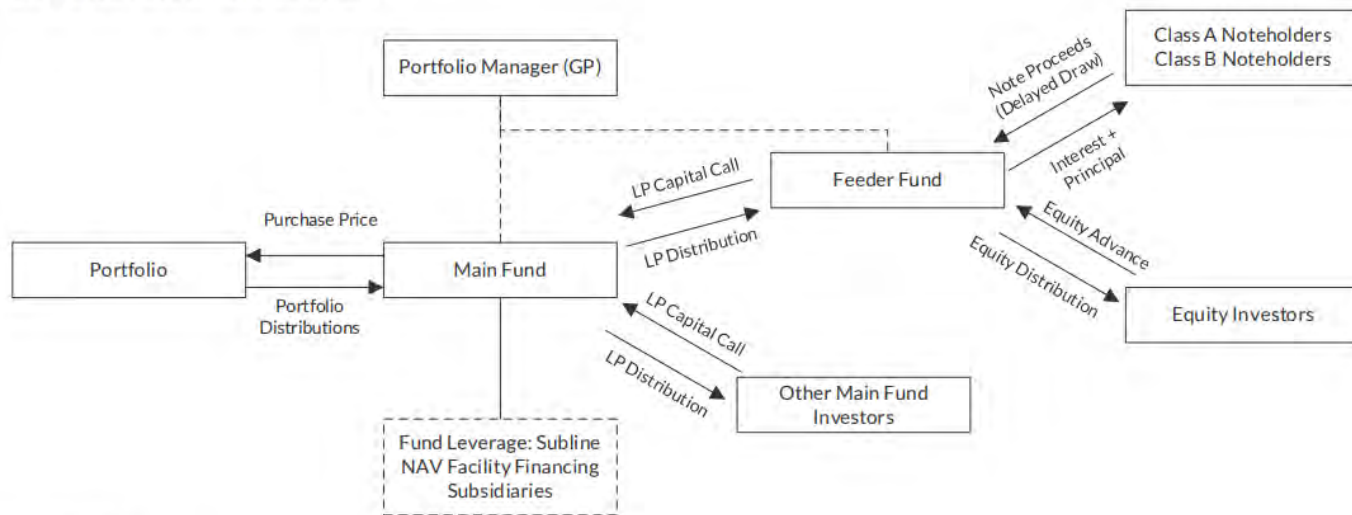 Portfolio Manager (GP)
Class A Noteholders
Class B Noteholders
Note Proceeds
(Delayed Draw)
Interest +
Principal
Feeder Fund
LP Capital Call
LP Distribution
Equity Advance
Equity Distribution
Purchase Price
Portfolio
Main Fund
Portfolio
Distributions
Equity Investors
LP Capital Call
LP Distribution
Other Main Fund
Investors
Fund Leverage: Subline
NAV Facility Financing
Subsidiaries